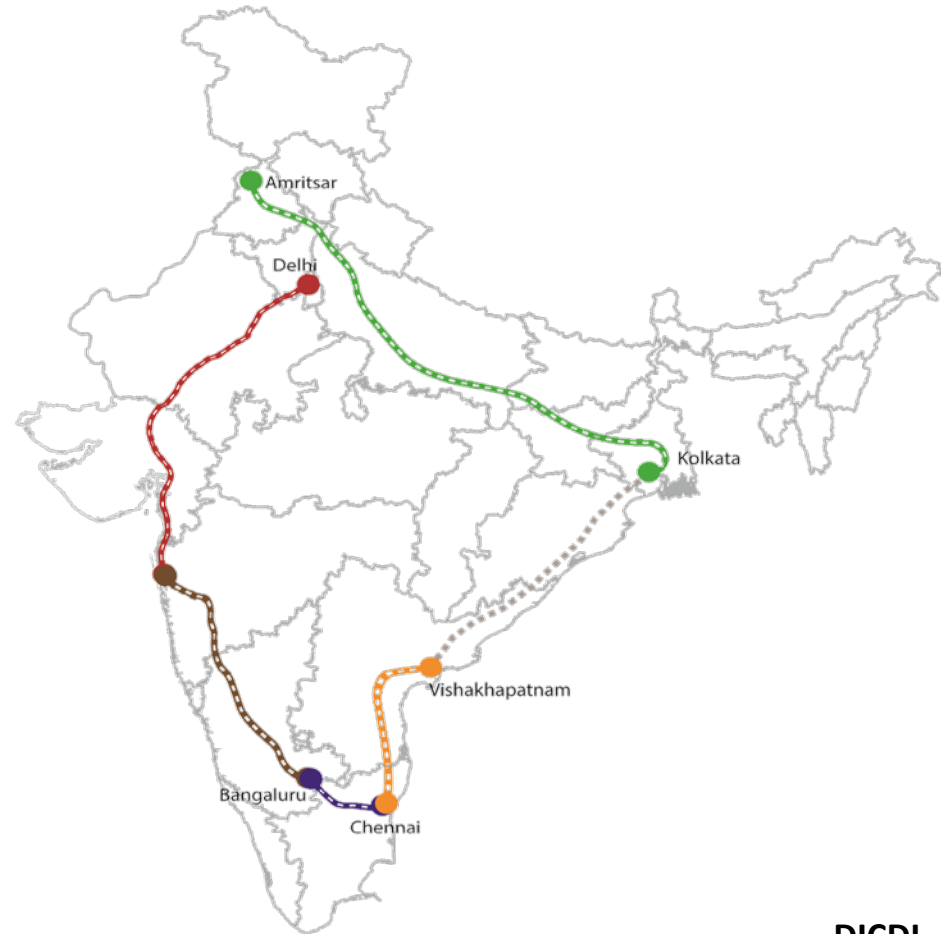 Amritsar
Delhi
Kolkata
Vishakhapatnam
Bangaluru
Chennai